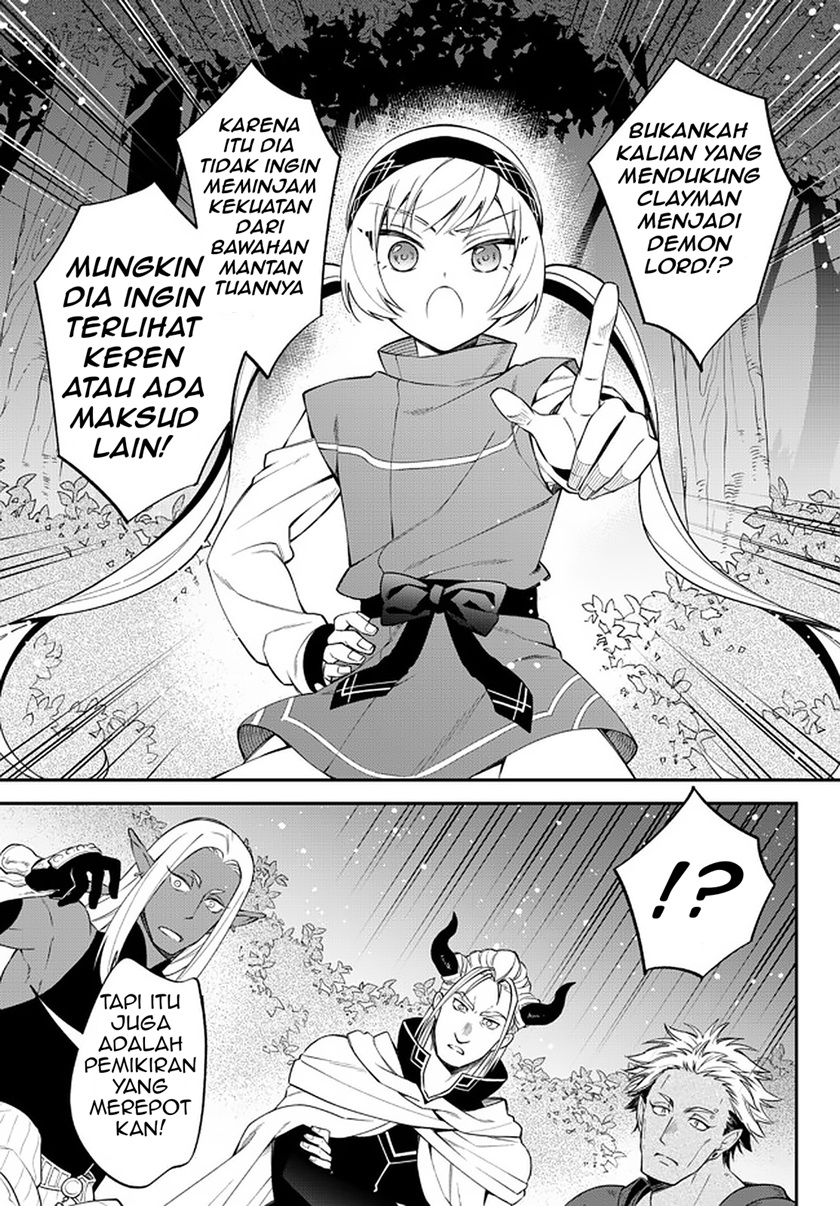 BUKANKAH
KALIAN YANG
MENDUKUNG
CLAYMAN
MENJADI
DEMON
LORD!?
KARENA
ITU DIA
TIDAK INGIN
MEMINJAM
KEKUATAN
DARI
BAWAHAN
MANTAN
TUANNYA
MUNGKIN
DIA INGIN
TERLIHAT
KEREN
ATAU ADA
MAKSUD
LAIN!
!?
TAPI ITU
JUGA
ADALAH
PEMIKIRAN
YANG
MEREPOT
KAN!